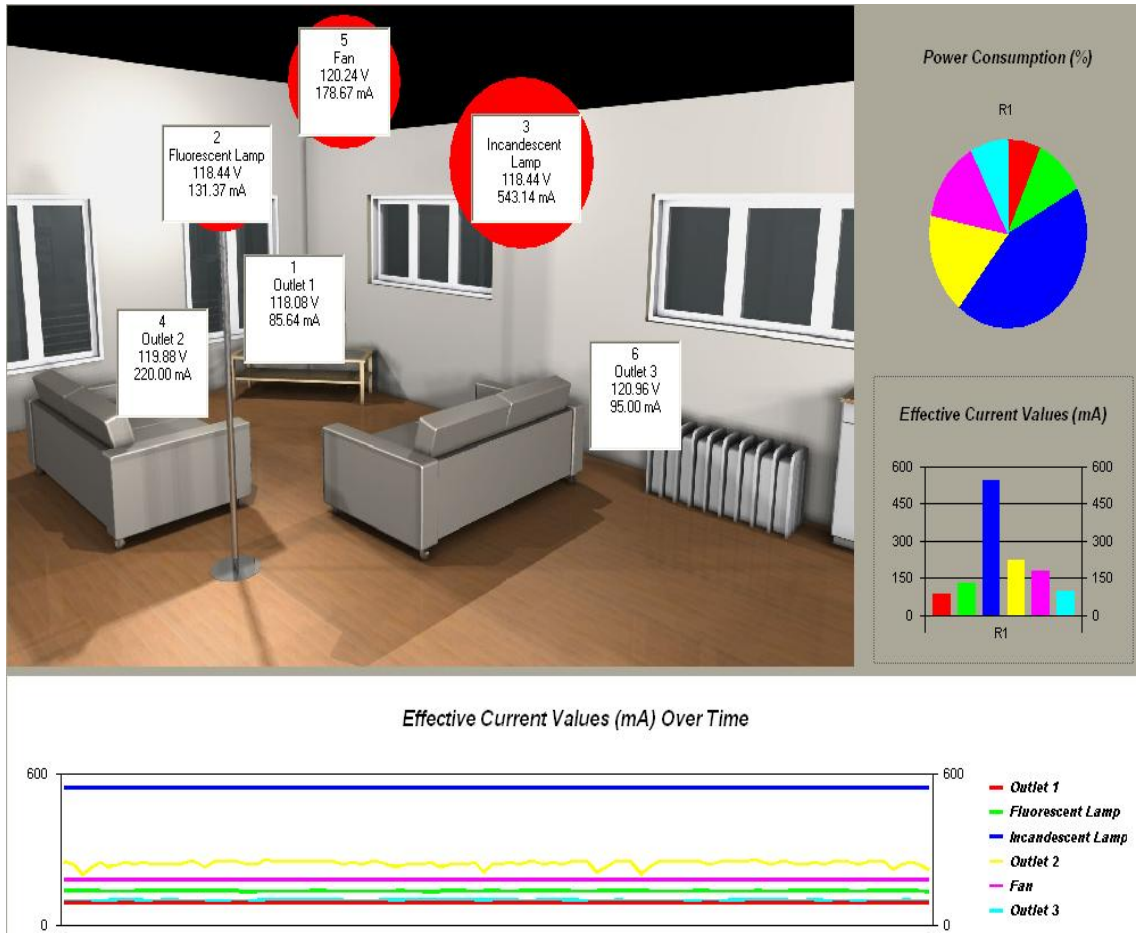 5
Fan
120.24 V
178.67 mA
2
Fluorescent Lamp
118.44 V
131.37 mA
3
Incandescent
Lamp
118.44 V
543.14 mA
1
Outlet 1
118.08 V
85.64 mA
4
Outlet 2
119.88 V
220.00 mA
6
Outlet 3
120.96 V
95.00 mA
Power Consumption (%)
R1
Effective Current Values (mA)
600 600
450 450
300 300
150 150
0 0
R1
Effective Current Values (mA) Over Time
600 600
0 0
Outlet 1
Fluorescent Lamp
Incandescent Lamp
Outlet 2
Fan
Outlet 3